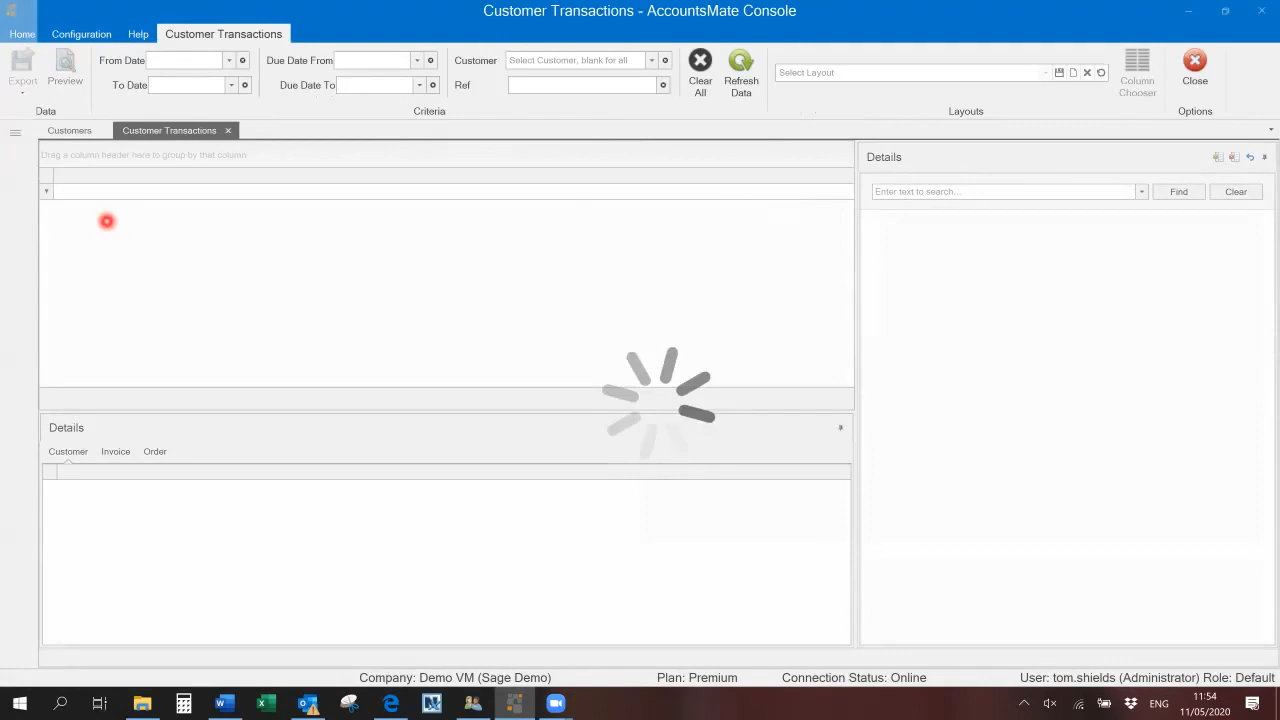 Customer Transactions - AccountsMate Console
Home Configuration Help Customer Transactions
Export Preview
Data
From Date
To Date
Due Date From
Due Date To
Customer Select Customer, blank for all
Ref
Clear All
Refresh Data
Criteria
Select Layout
Column Chooser
Layouts
Close
Options
Customers Customer Transactions
Drag a column header here to group by that column
Details
Enter text to search...
Find Clear
Details
Customer Invoice Order
Company: Demo VM (Sage Demo) Plan: Premium Connection Status: Online User: tom.shields (Administrator) Role: Default
ENG
11:54
11/05/2020